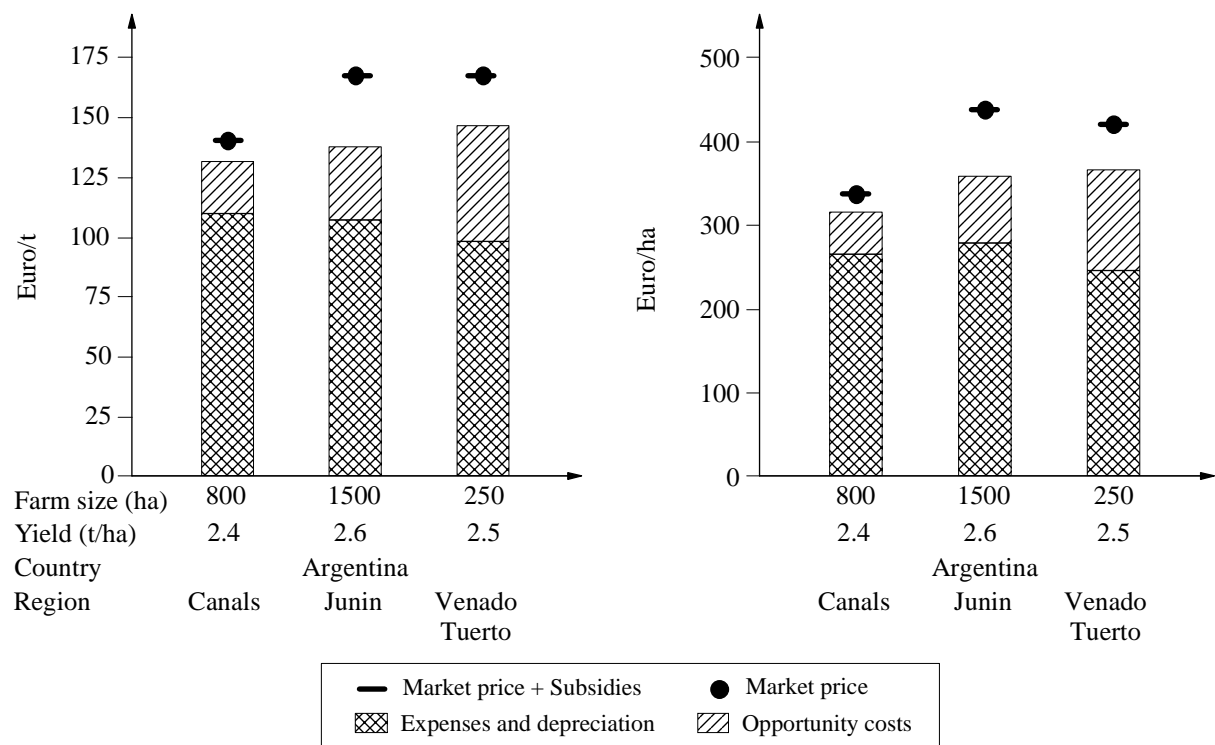 175
150
125
100
75
50
25
0
Euro/t
500
400
300
200
100
0
Euro/ha
Farm size (ha) 800 1500 250 800 1500 250
Yield (t/ha) 2.4 2.6 2.5 2.4 2.6 2.5
Country Argentina Argentina
Region Canals Junin Venado Canals Junin Venado
Tuerto Tuerto
Market price + Subsidies Market price
Expenses and depreciation Opportunity costs